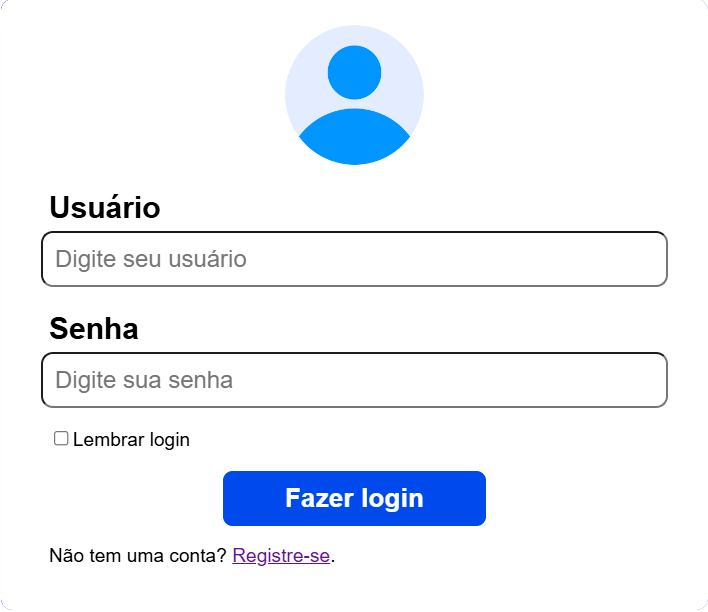 Usuário
Digite seu usuário
Senha
Digite sua senha
Lembrar login
Fazer login
Não tem uma conta? Registre-se.